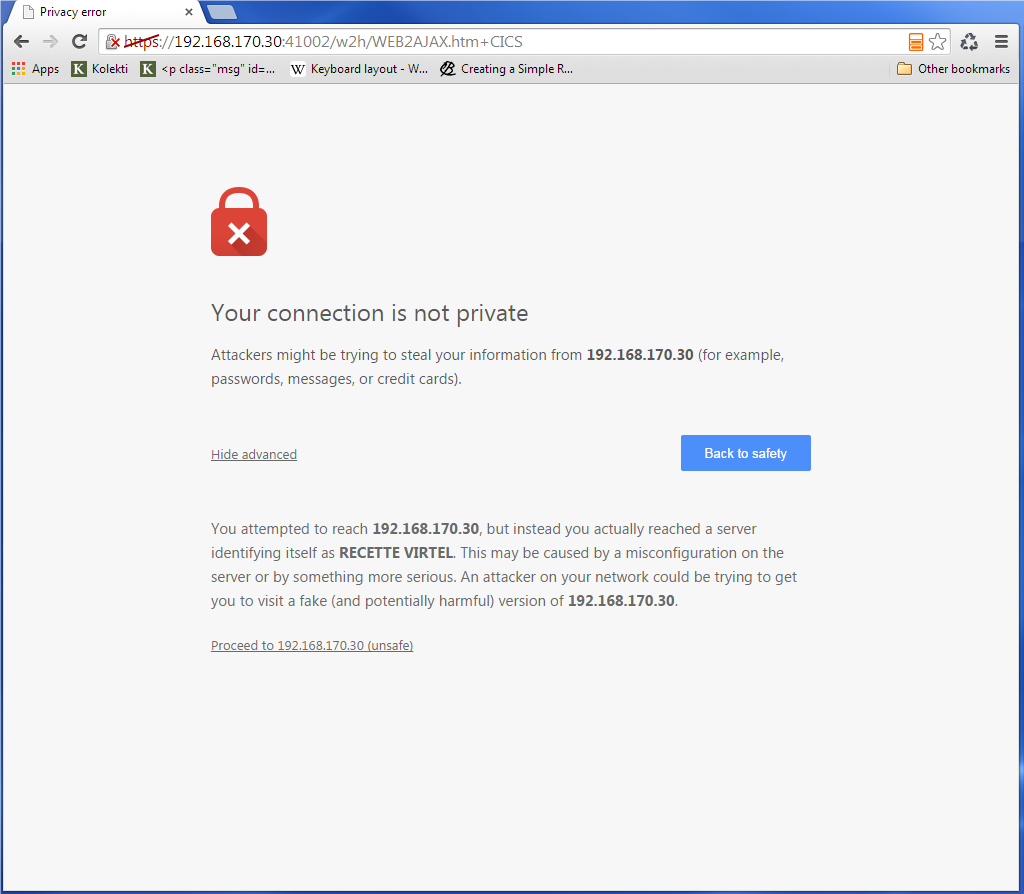 Privacy error
https://192.168.170.30:41002/w2h/WEB2AJAX.htm+CICS
Apps K Kolekti K <p class="msg" id=... W Keyboard layout - W... Creating a Simple R... Other bookmarks
Your connection is not private
Attackers might be trying to steal your information from 192.168.170.30 (for example,
passwords, messages, or credit cards).
Hide advanced Back to safety
You attempted to reach 192.168.170.30, but instead you actually reached a server
identifying itself as RECETTE VIRTEL. This may be caused by a misconfiguration on the
server or by something more serious. An attacker on your network could be trying to get
you to visit a fake (and potentially harmful) version of 192.168.170.30.
Proceed to 192.168.170.30 (unsafe)